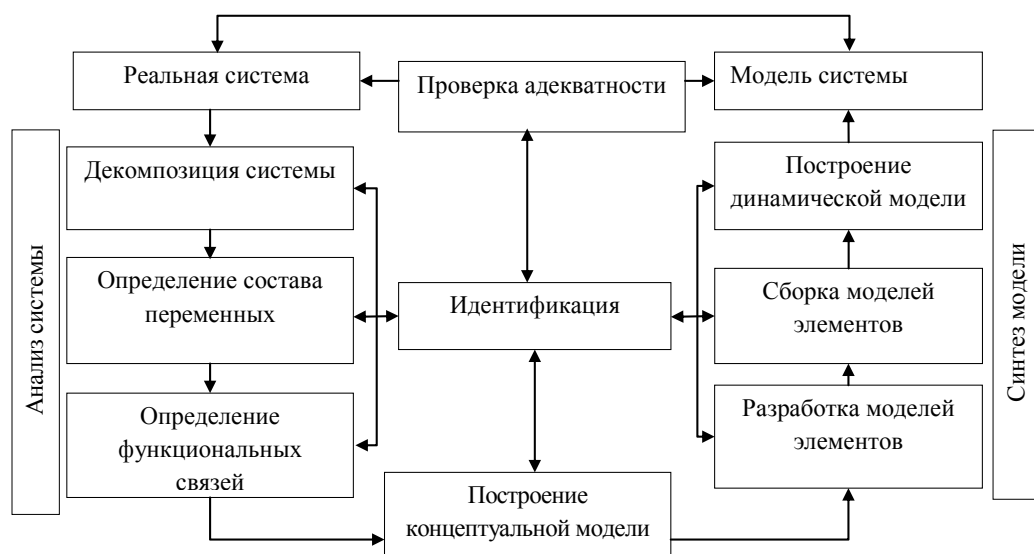 Реальная система
Проверка адекватности
Модель системы
Анализ системы
Декомпозиция системы
Определение состава
переменных
Определение
функциональных
связей
Идентификация
Построение
концептуальной модели
Построение
динамической модели
Сборка моделей
элементов
Разработка моделей
элементов
Синтез модели